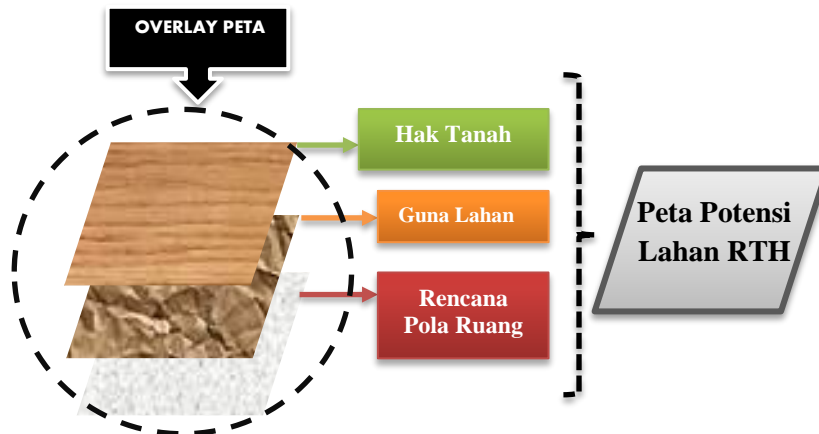 OVERLAY PETA
Hak Tanah
Guna Lahan
Rencana
Pola Ruang
Peta Potensi
Lahan RTH